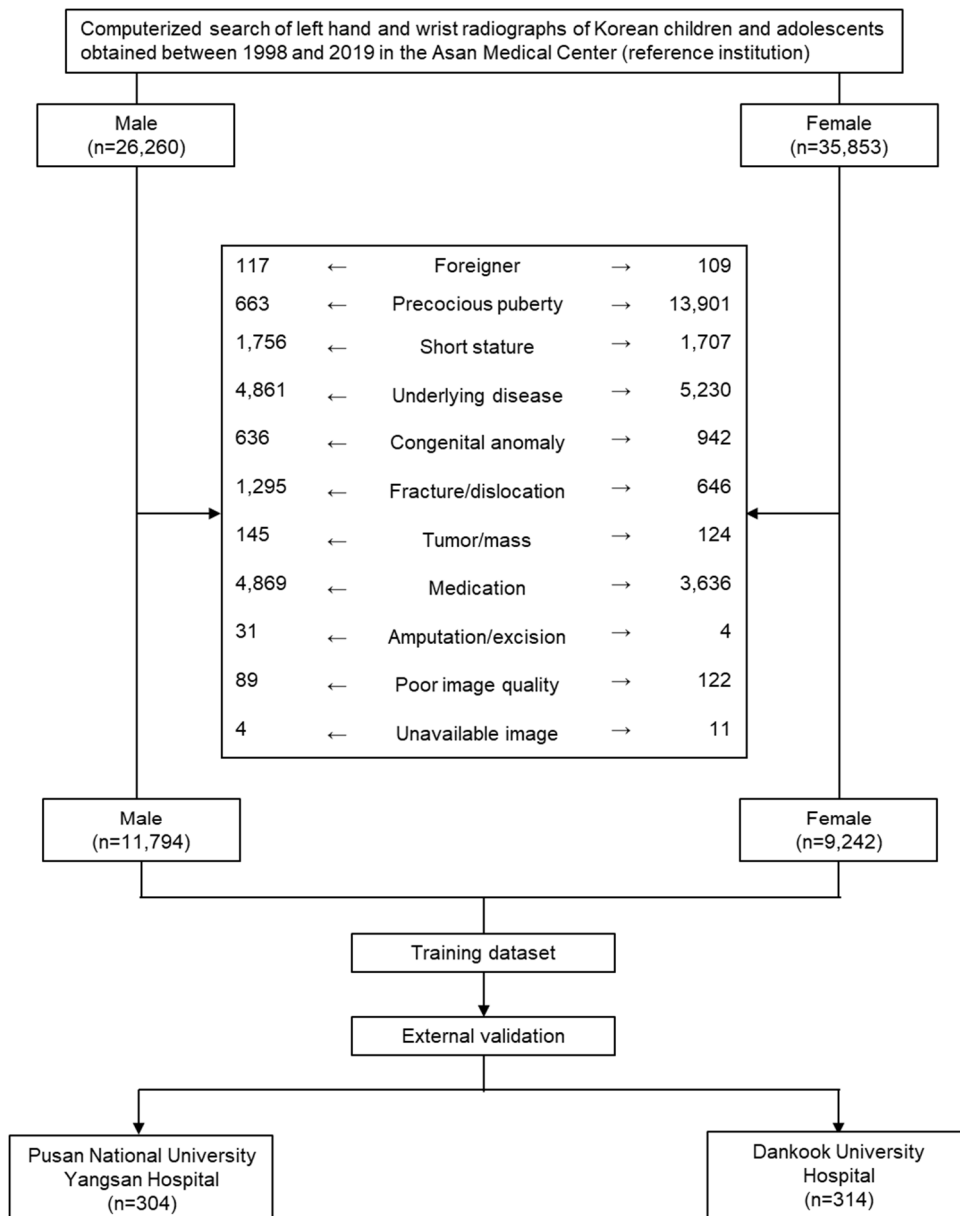 Computerized search of left hand and wrist radiographs of Korean children and adolescents
obtained between 1998 and 2019 in the Asan Medical Center (reference institution)
Male
(n=26,260)
Female
(n=35,853)
117 ← Foreigner → 109
663 ← Precocious puberty → 13,901
1,756 ← Short stature → 1,707
4,861 ← Underlying disease → 5,230
636 ← Congenital anomaly → 942
1,295 ← Fracture/dislocation → 646
145 ← Tumor/mass → 124
4,869 ← Medication → 3,636
31 ← Amputation/excision → 4
89 ← Poor image quality → 122
4 ← Unavailable image → 11
Male
(n=11,794)
Female
(n=9,242)
Training dataset
External validation
Pusan National University
Yangsan Hospital
(n=304)
Dankook University
Hospital
(n=314)